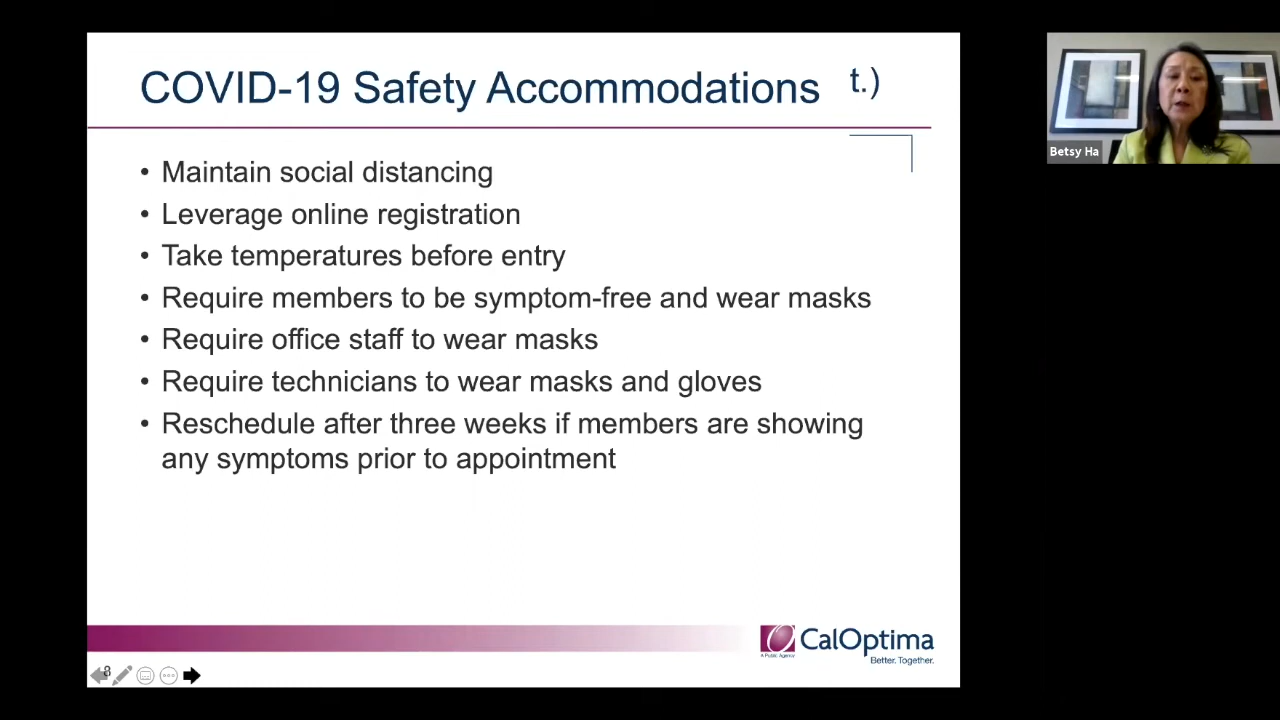 COVID-19 Safety Accommodations t.)
• Maintain social distancing
• Leverage online registration
• Take temperatures before entry
• Require members to be symptom-free and wear masks
• Require office staff to wear masks
• Require technicians to wear masks and gloves
• Reschedule after three weeks if members are showing
any symptoms prior to appointment
Betsy Ha
CalOptima
A Public Agency
Better. Together.
8